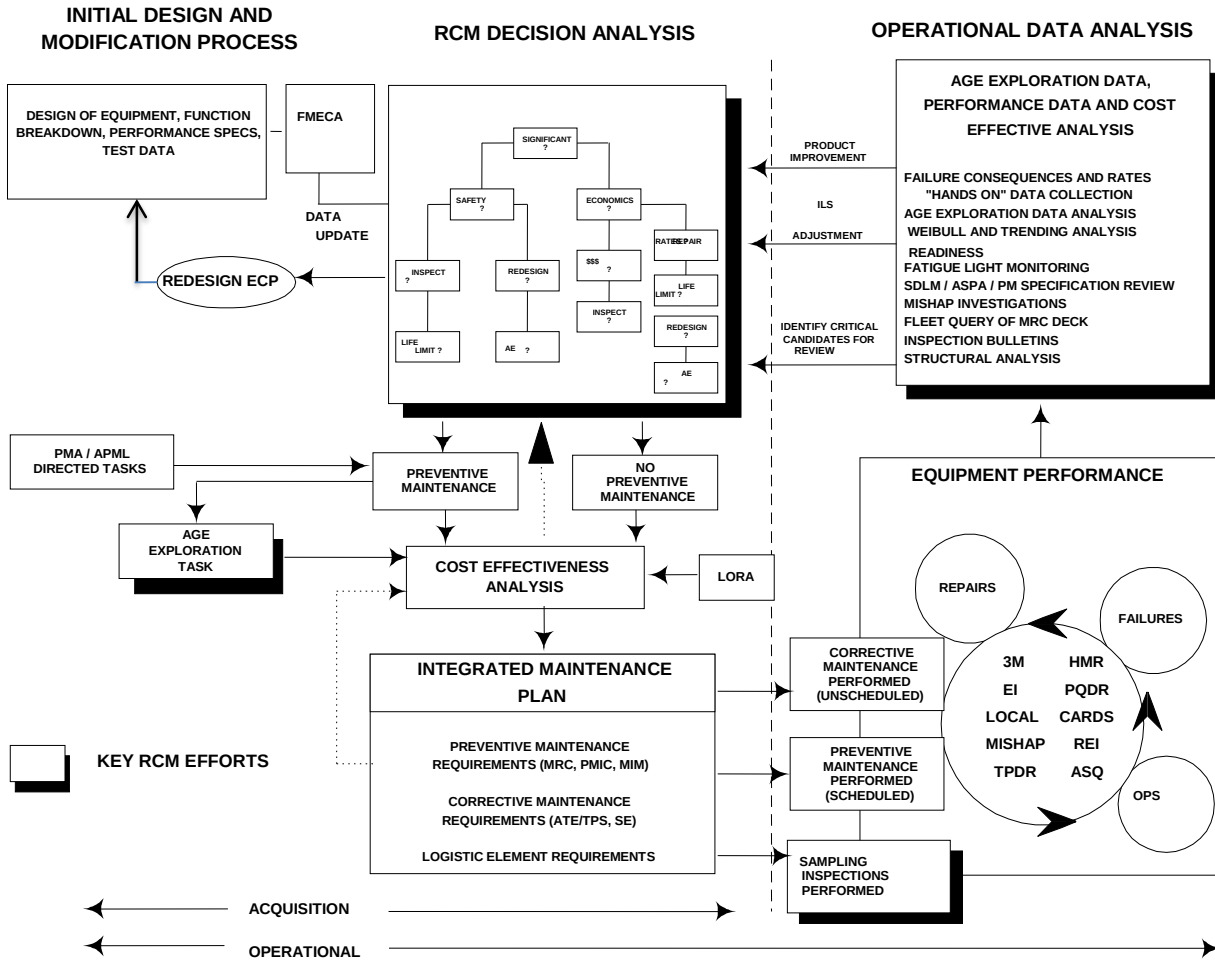 INITIAL DESIGN AND
MODIFICATION PROCESS
RCM DECISION ANALYSIS
OPERATIONAL DATA ANALYSIS
DESIGN OF EQUIPMENT, FUNCTION
BREAKDOWN, PERFORMANCE SPECS,
TEST DATA
FMECA
DATA
UPDATE
REDESIGN ECP
SIGNIFICANT
?
SAFETY
?
ECONOMICS
?
? INSPECT
REDESIGN
?
LIFE
LIMIT ?
AE ?
$$$
?
INSPECT
?
RATES ?
REPAIR
LIFE
LIMIT ?
REDESIGN
?
AE
?
PRODUCT
IMPROVEMENT
ILS
ADJUSTMENT
IDENTIFY CRITICAL
CANDIDATES FOR
REVIEW
AGE EXPLORATION DATA,
PERFORMANCE DATA AND COST
EFFECTIVE ANALYSIS
FAILURE CONSEQUENCES AND RATES
"HANDS ON" DATA COLLECTION
AGE EXPLORATION DATA ANALYSIS
WEIBULL AND TRENDING ANALYSIS
READINESS
FATIGUE LIGHT MONITORING
SDLM / ASPA / PM SPECIFICATION REVIEW
MISHAP INVESTIGATIONS
FLEET QUERY OF MRC DECK
INSPECTION BULLETINS
STRUCTURAL ANALYSIS
PMA / APML
DIRECTED TASKS
PREVENTIVE
MAINTENANCE
NO
PREVENTIVE
MAINTENANCE
AGE
EXPLORATION
TASK
COST EFFECTIVENESS
ANALYSIS
LORA
INTEGRATED MAINTENANCE
PLAN
PREVENTIVE MAINTENANCE
REQUIREMENTS (MRC, PMIC, MIM)
CORRECTIVE MAINTENANCE
REQUIREMENTS (ATE/TPS, SE)
LOGISTIC ELEMENT REQUIREMENTS
KEY RCM EFFORTS
EQUIPMENT PERFORMANCE
REPAIRS
FAILURES
OPS
3M HMR
EI PQDR
LOCAL CARDS
MISHAP REI
TPDR ASQ
CORRECTIVE
MAINTENANCE
PERFORMED
(UNSCHEDULED)
PREVENTIVE
MAINTENANCE
PERFORMED
(SCHEDULED)
SAMPLING
INSPECTIONS
PERFORMED
ACQUISITION
OPERATIONAL